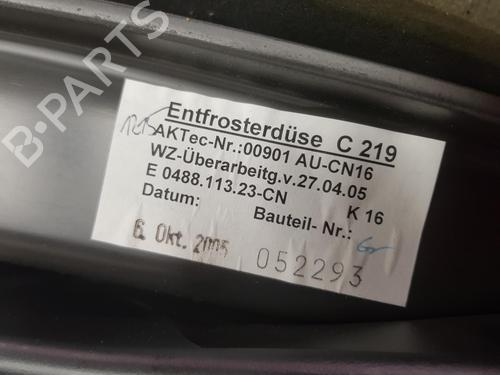 B-PARTS
Entfrosterdüse C 219
AKTec-Nr.:00901 AU-CN16
WZ-Überarbeitg.v.27.04.05
E 0488.113.23-CN K 16
Datum: Bauteil- Nr.:
6. Okt. 2005
052293